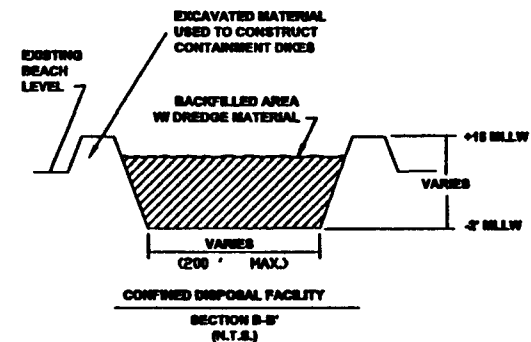 EXCAVATED MATERIAL
USED TO CONSTRUCT
CONTAINMENT DIKES
EXISTING
BEACH
LEVEL
BACKFILLED AREA
W/ DREDGE MATERIAL
+15 MLLW
VARIES
-2' MLLW
VARIES
(200 ' MAX.)
CONFINED DISPOSAL FACILITY
SECTION B-B'
(N.T.S.)